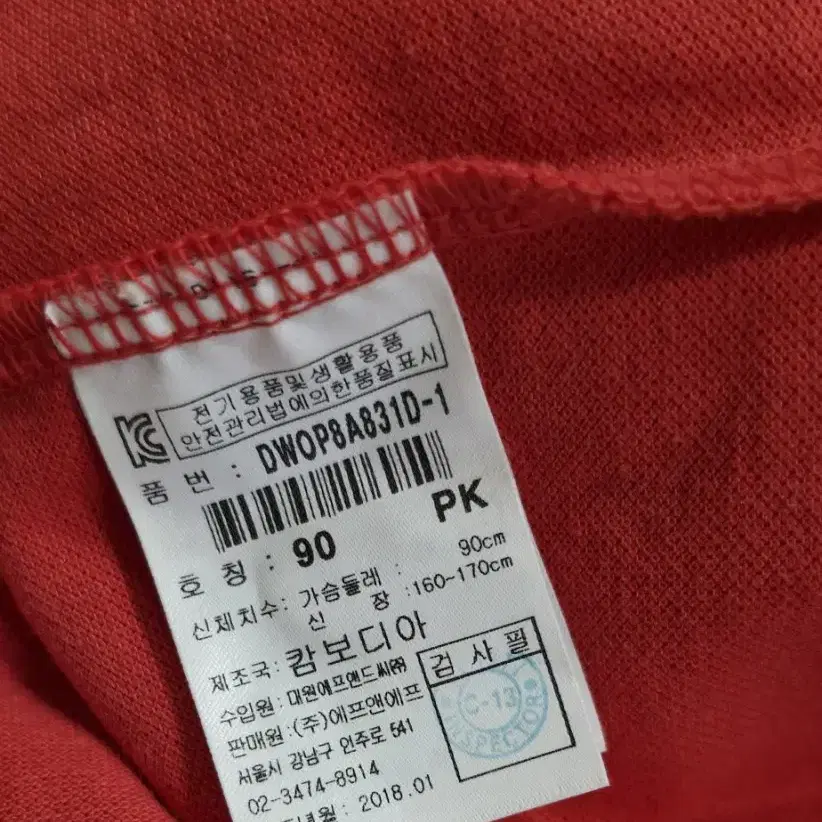 전기용품및생활용품
안전관리법에의한품질표시
품 번 : DWOP8A831D-1
PK
호 칭 : 90
신체치수: 가슴둘레 : 90cm
신 장 :160-170cm
제조국: 캄보디아
검사필
C-13
INSPECTOR
수입원: 대원에프앤드씨㈜
판매원: (주)에프앤에프
서울시 강남구 언주로 541
02-3474-8914
년월 : 2018.01